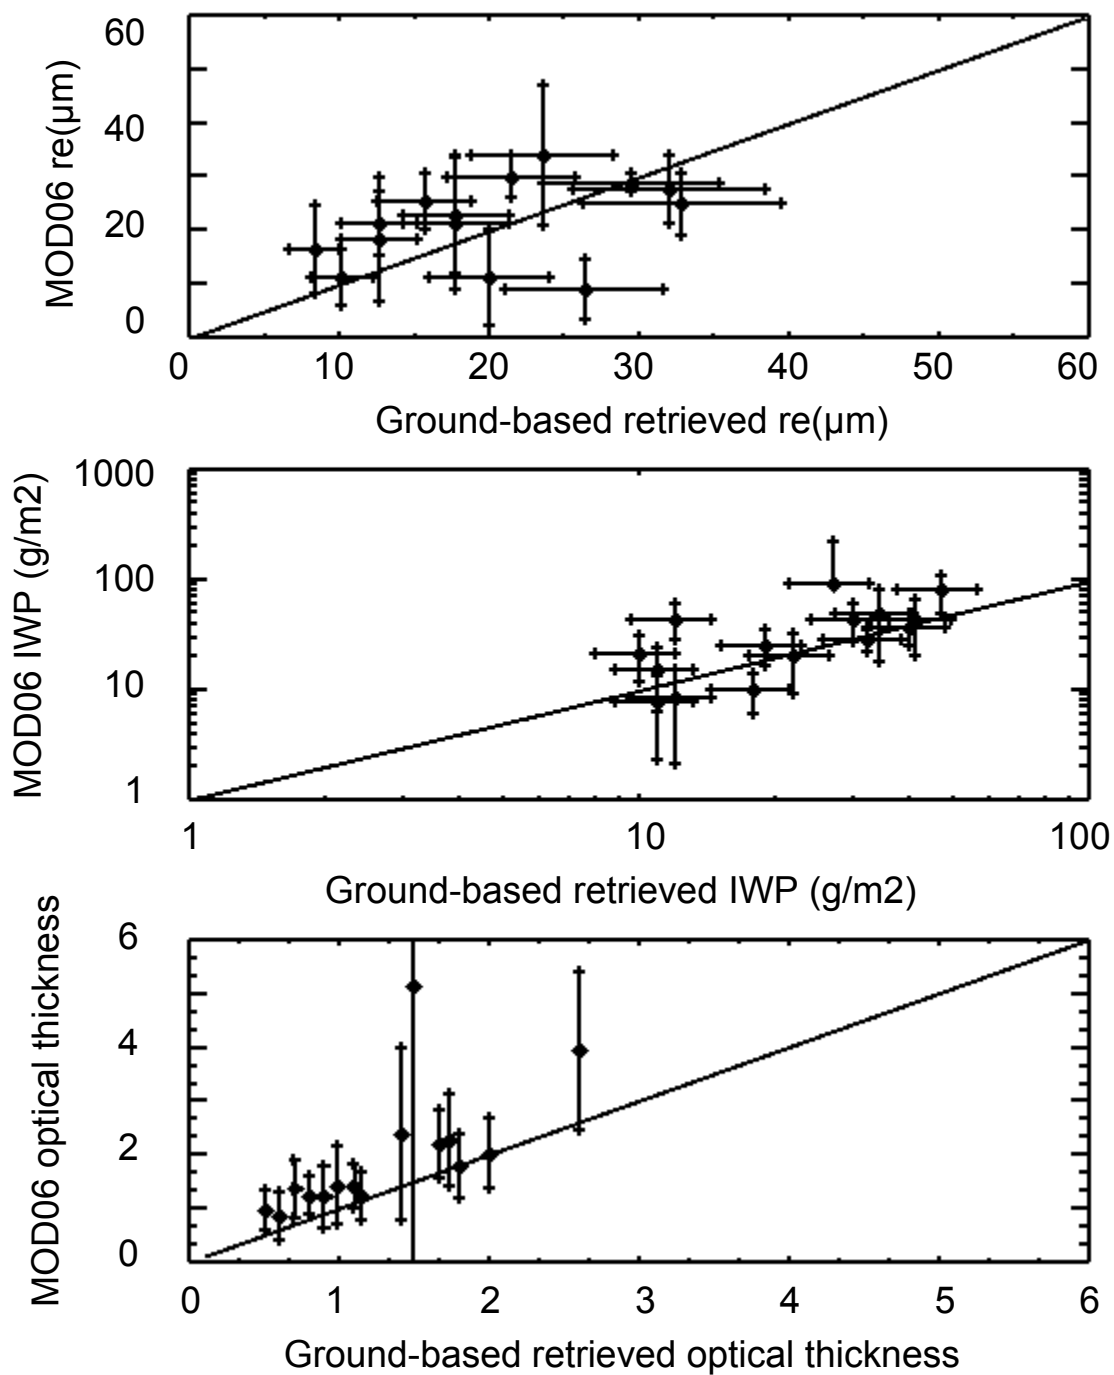 60
40
20
0
MOD06 re(µm)
0 10 20 30 40 50 60
Ground-based retrieved re(µm)
1000
100
10
1
MOD06 IWP (g/m2)
1 10 100
Ground-based retrieved IWP (g/m2)
6
4
2
0
MOD06 optical thickness
0 1 2 3 4 5 6
Ground-based retrieved optical thickness